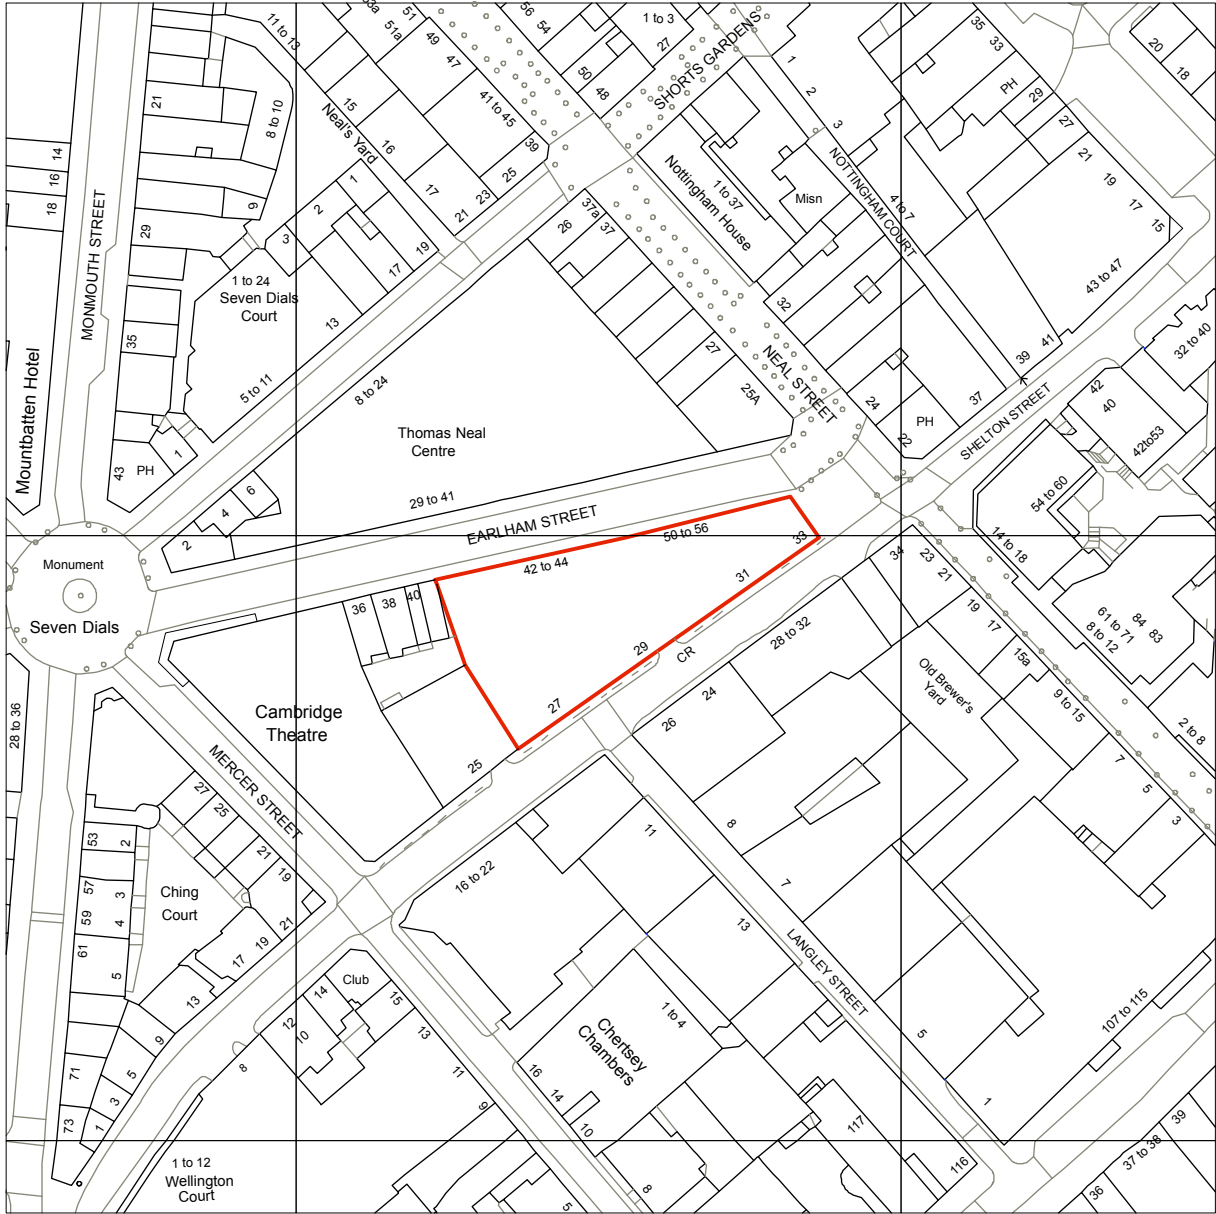 11 to 13
53a
51a
51
49
47
56
54
50
48
1 to 3
27
SHORTS GARDENS
1
2
3
35
33
PH
29
27
21
19
17
15
20
18
21
8 to 10
15
Neal's Yard
16
41 to 45
39
25
23
21
17
14
16
18
MONMOUTH STREET
29
6
1
2
3
19
17
13
1 to 24
Seven Dials
Court
5 to 11
8 to 24
35
Mountbatten Hotel
26
37a
37
Nottingham House
1 to 37
Misn
NOTTINGHAM COURT
4 to 7
43 to 47
32
27
25A
NEAL STREET
24
22
PH
37
39
41
SHELTON STREET
32 to 40
42
40
42to53
54 to 60
14 to 18
Thomas Neal
Centre
29 to 41
EARLHAM STREET
43
PH
1
2
4
6
Monument
Seven Dials
36
38
40
42 to 44
50 to 56
33
31
29
27
25
CR
28 to 32
34
23
21
19
17
15a
9 to 15
7
5
3
61 to 71
8 to 12
84
83
2 to 8
Old Brewer's
Yard
24
26
Cambridge
Theatre
28 to 36
MERCER STREET
27
25
21
19
21
19
17
13
9
5
3
1
53
2
57
3
59
4
61
5
71
73
Ching
Court
16 to 22
11
13
8
7
LANGLEY STREET
5
1
107 to 115
Club
14
12
10
15
13
11
9
8
1 to 4
Chertsey
Chambers
16
14
10
8
5
117
116
37 to 38
39
36
1 to 12
Wellington
Court